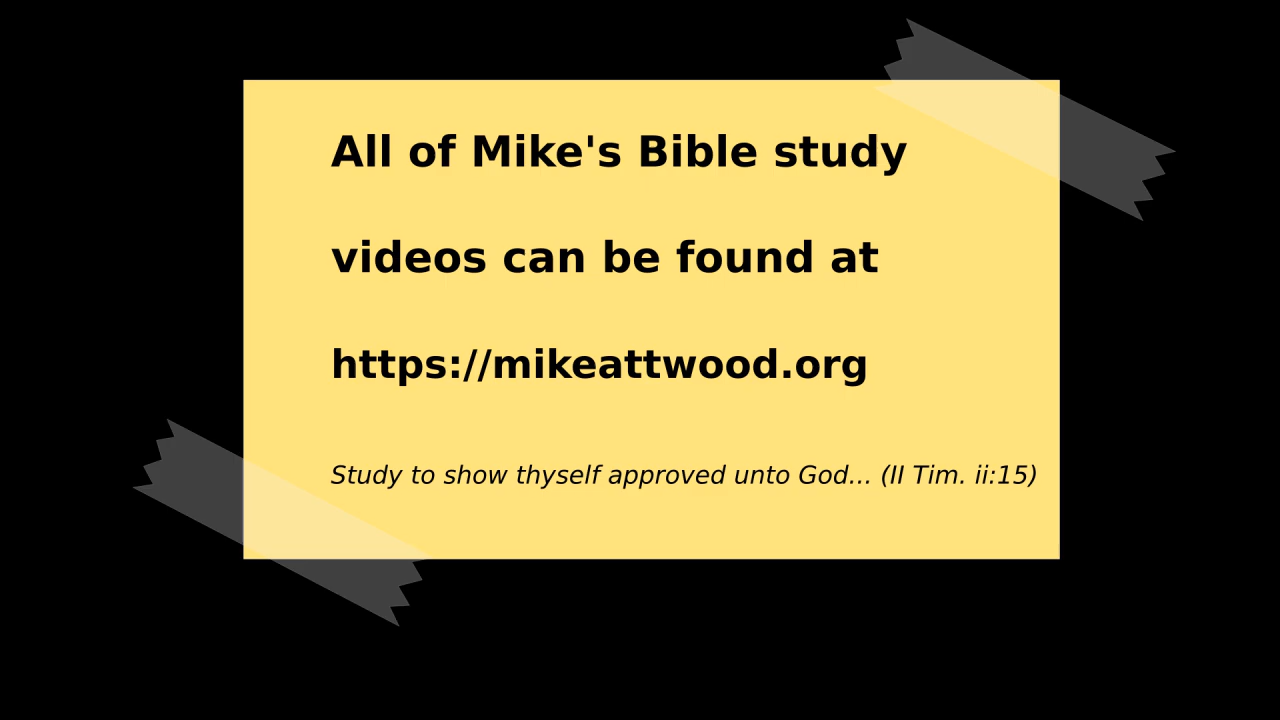 All of Mike's Bible study
videos can be found at
https://mikeattwood.org
Study to show thyself approved unto God... (II Tim. ii:15)